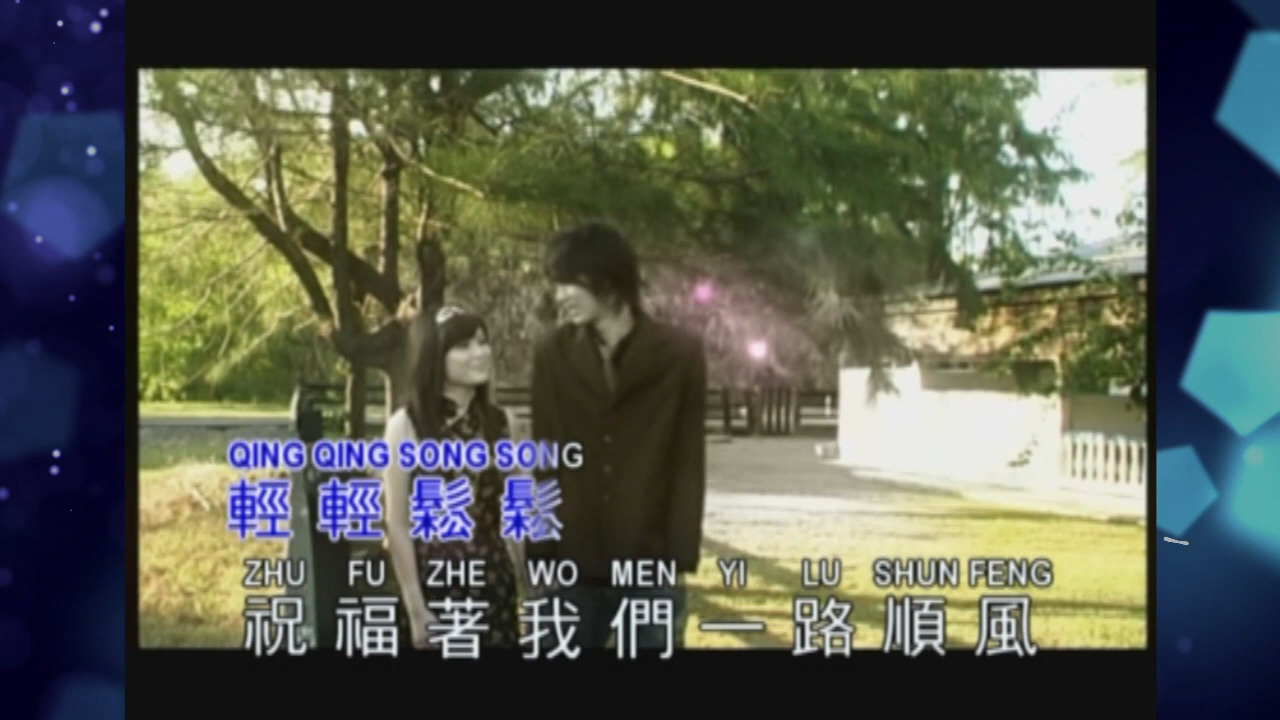 QING QING SONG SONG
輕 輕 鬆 鬆
ZHU FU ZHE WO MEN YI LU SHUN FENG
祝 福 著 我 們 一 路 順 風